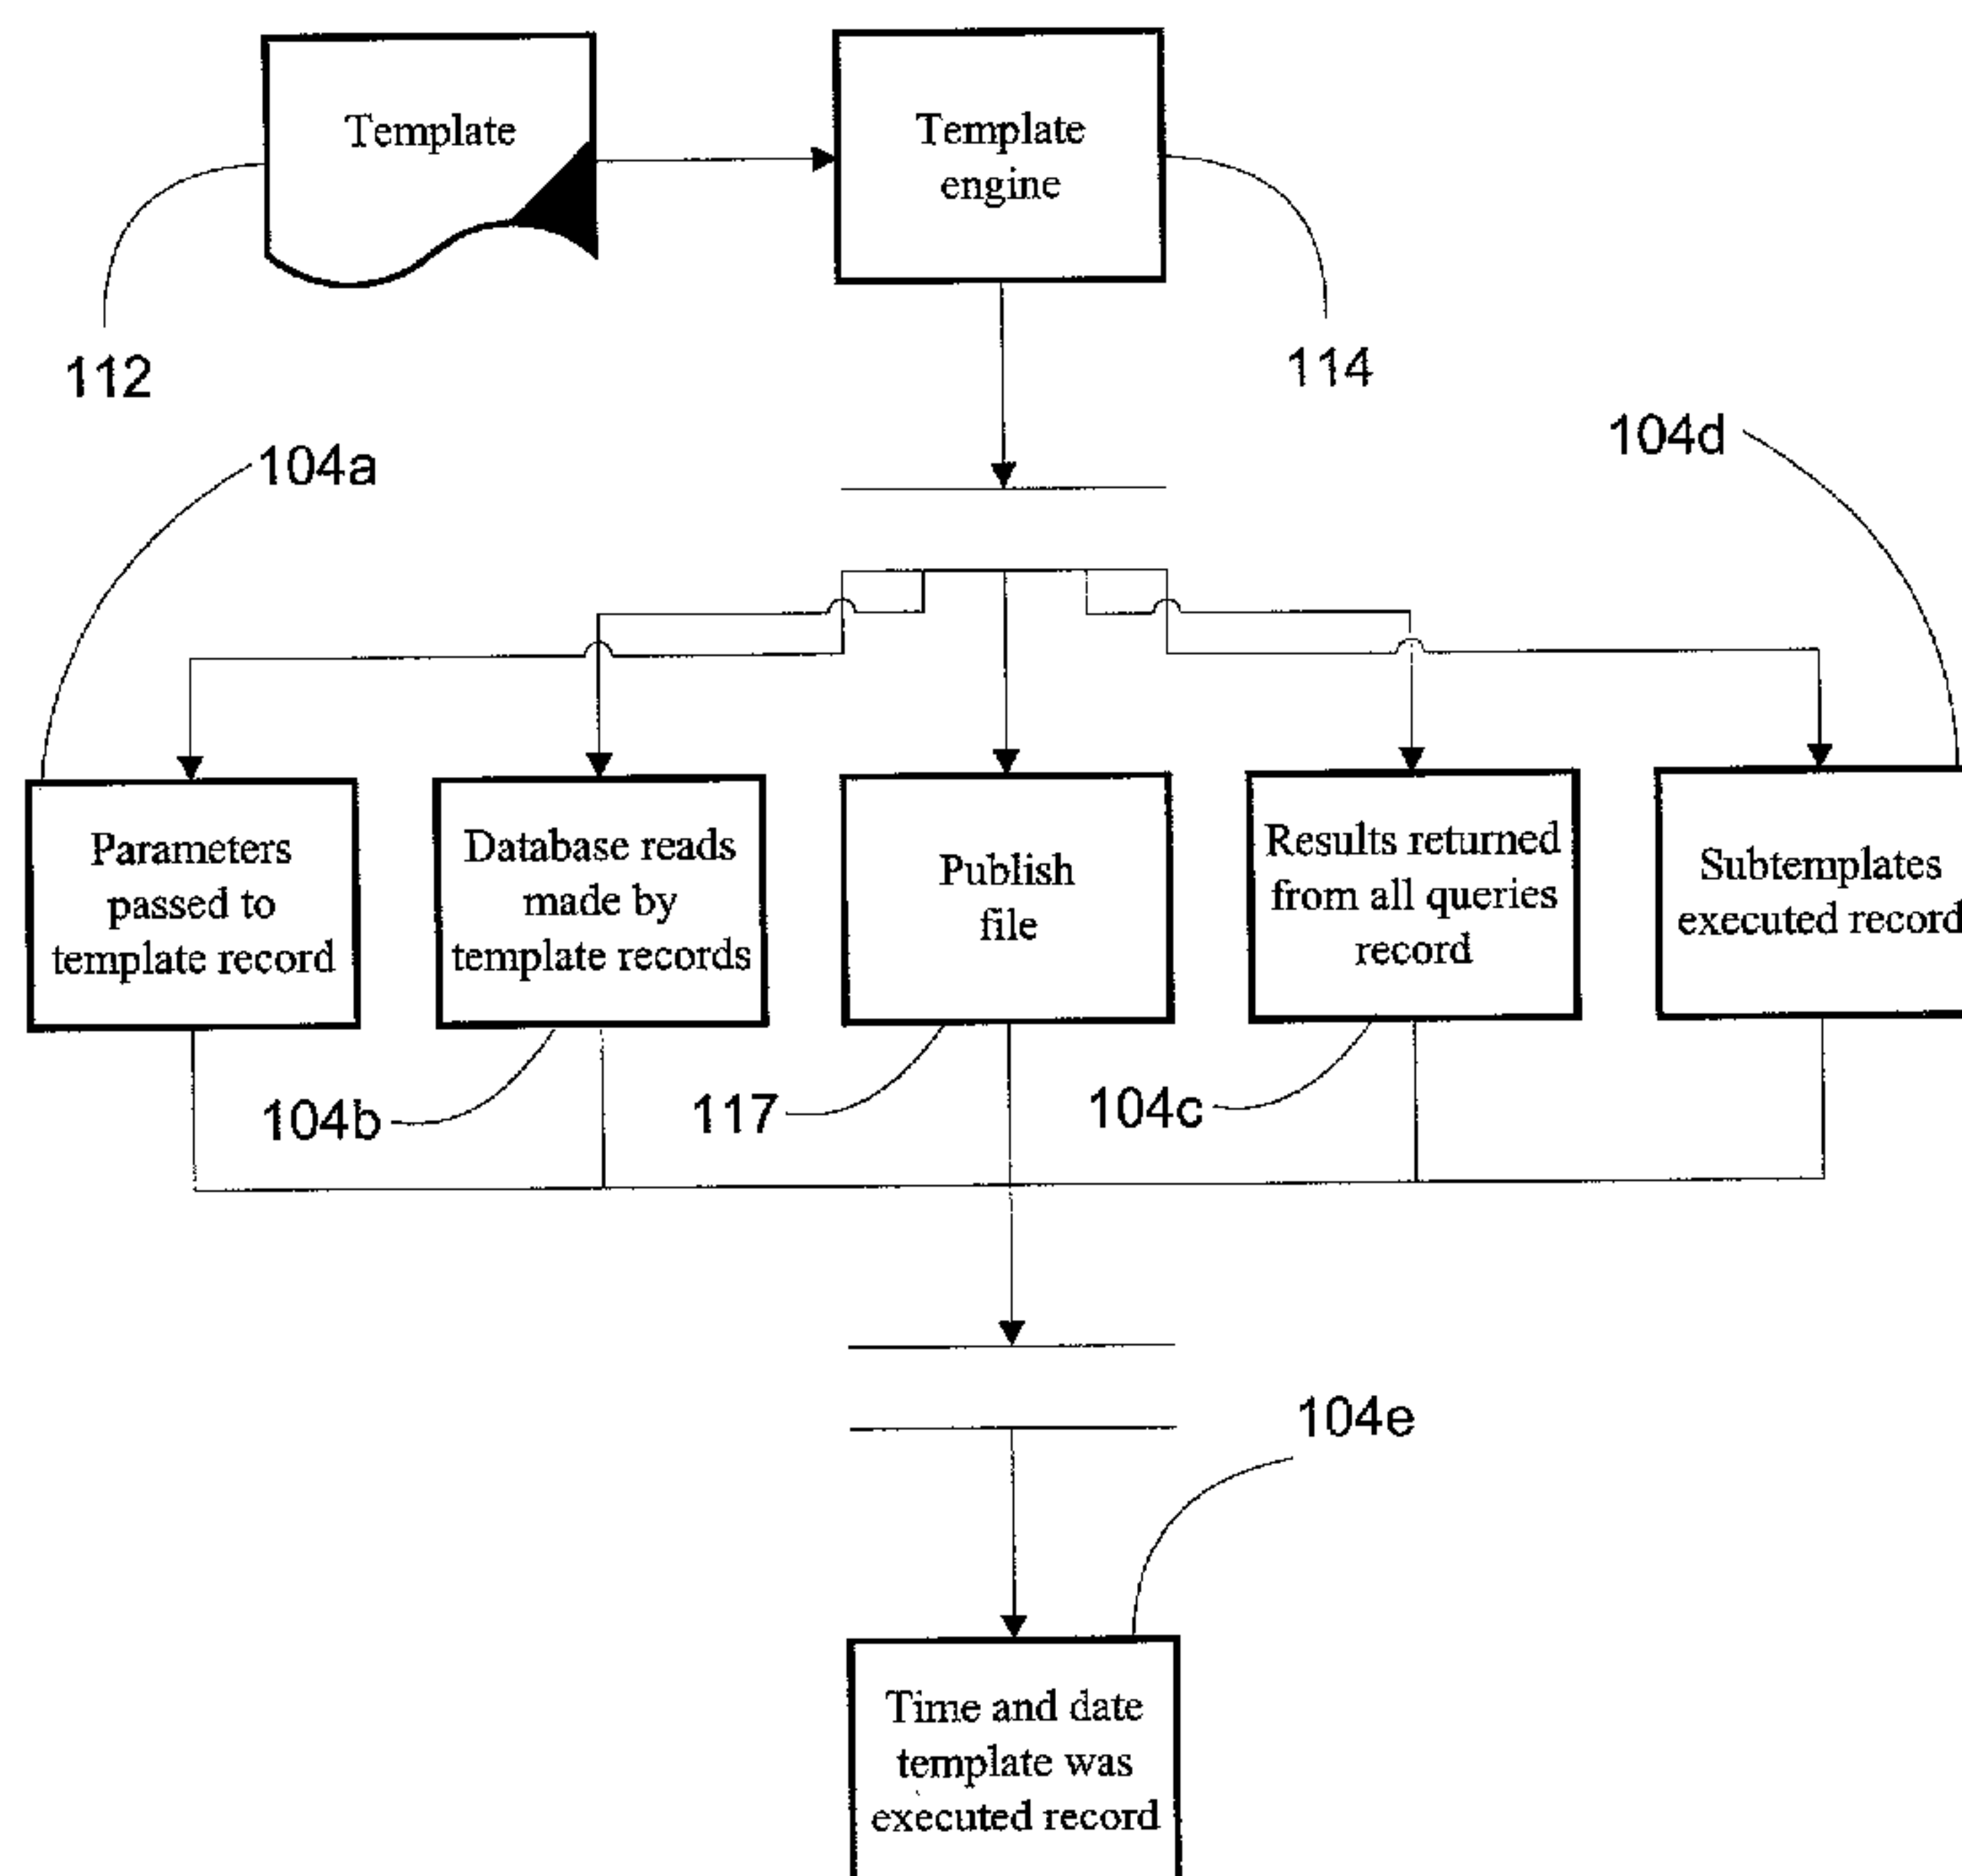 Template
Template
engine
112
114
104a
104d
Parameters
passed to
template record
Database reads
made by
template records
Publish
file
Results returned
from all queries
record
Subtemplates
executed record
104b
117
104c
104e
Time and date
template was
executed record